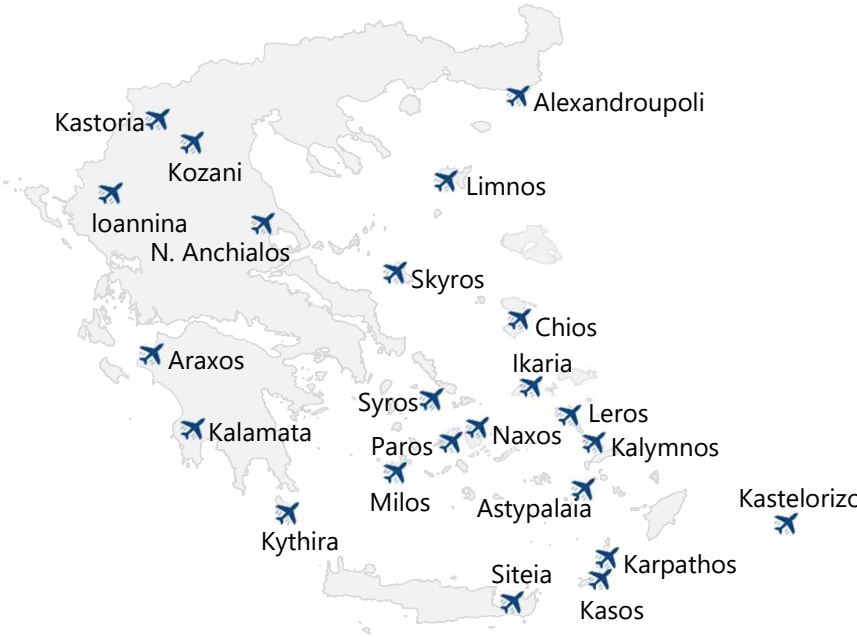 Alexandroupoli
Kastoria
Kozani
Limnos
Ioannina
N. Anchialos
Skyros
Chios
Araxos
Ikaria
Syros
Leros
Kalamata
Paros
Naxos
Kalymnos
Milos
Astypalaia
Kastelorizo
Kythira
Karpathos
Siteia
Kasos